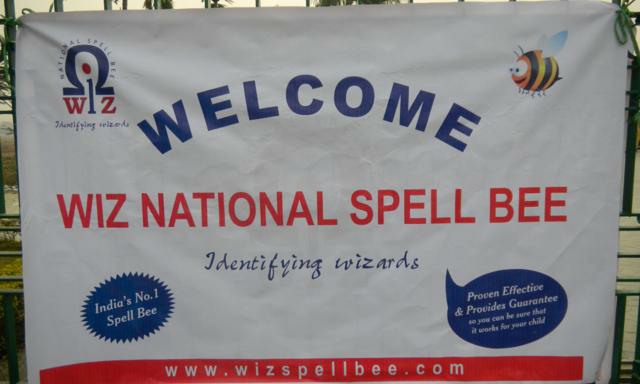 NATIONAL SPELL BEE
WIZ
Identifying wizards
WELCOME
WIZ NATIONAL SPELL BEE
Identifying wizards
India's No.1
Spell Bee
Proven Effective
& Provides Guarantee
so you can be sure that
it works for your child
www.wizspellbee.com